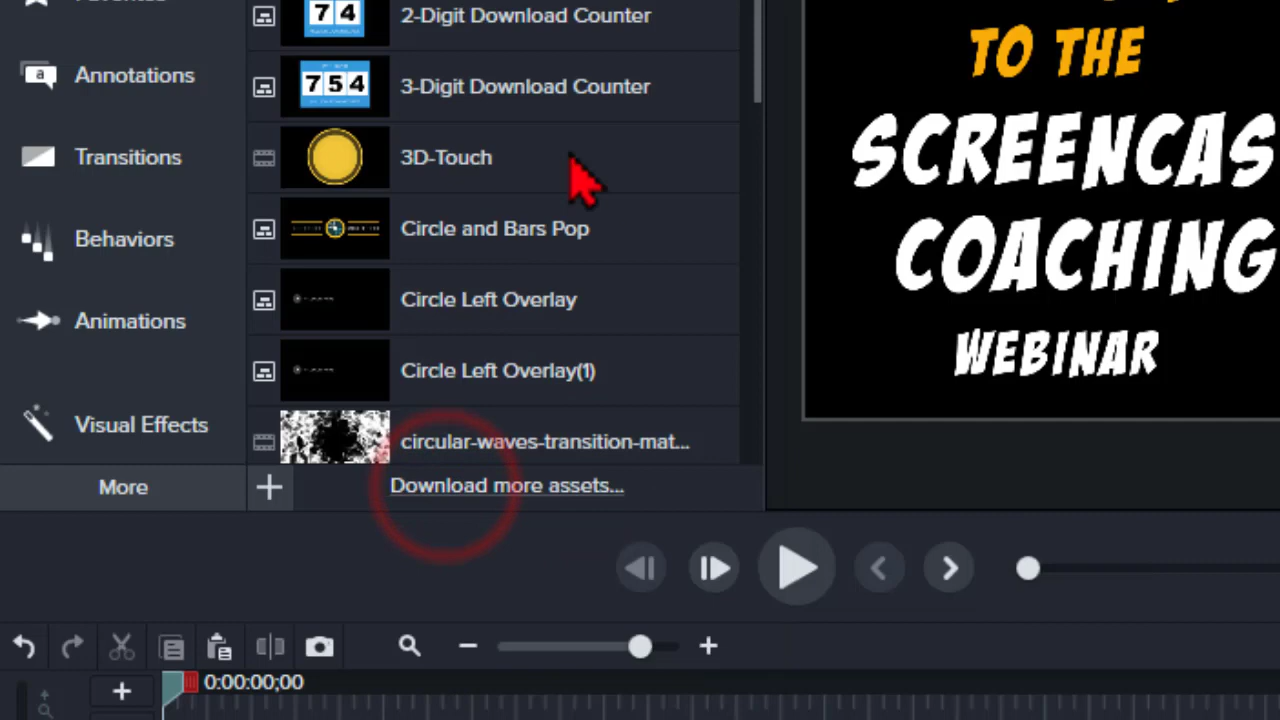 2-Digit Download Counter
Annotations
3-Digit Download Counter
Transitions
3D-Touch
Behaviors
Circle and Bars Pop
Animations
Circle Left Overlay
Circle Left Overlay(1)
Visual Effects
circular-waves-transition-mat...
More
Download more assets...
74
754
TO THE
SCREENCAS
COACHING
WEBINAR
0:00:00;00